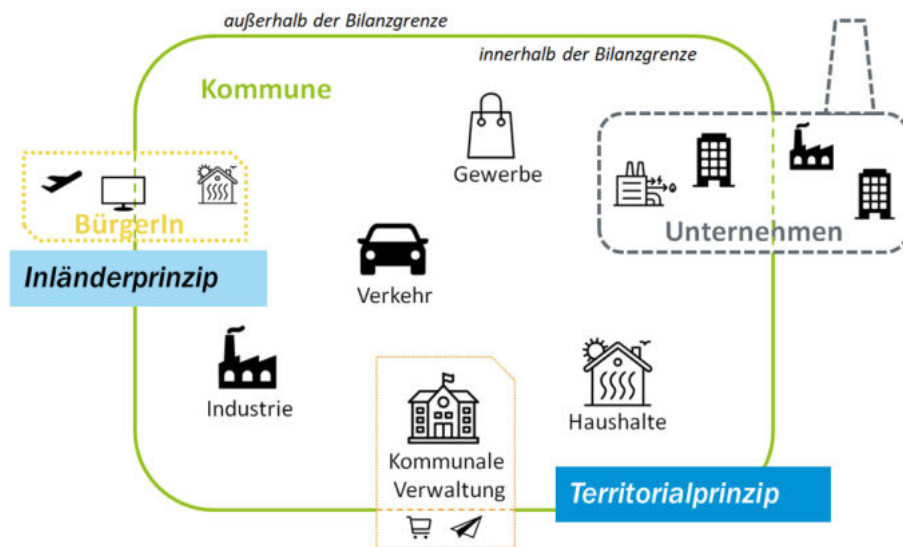 außerhalb der Bilanzgrenze
innerhalb der Bilanzgrenze
Kommune
Gewerbe
BürgerIn
Unternehmen
Inländerprinzip
Verkehr
Industrie
Haushalte
Kommunale
Verwaltung
Territorialprinzip